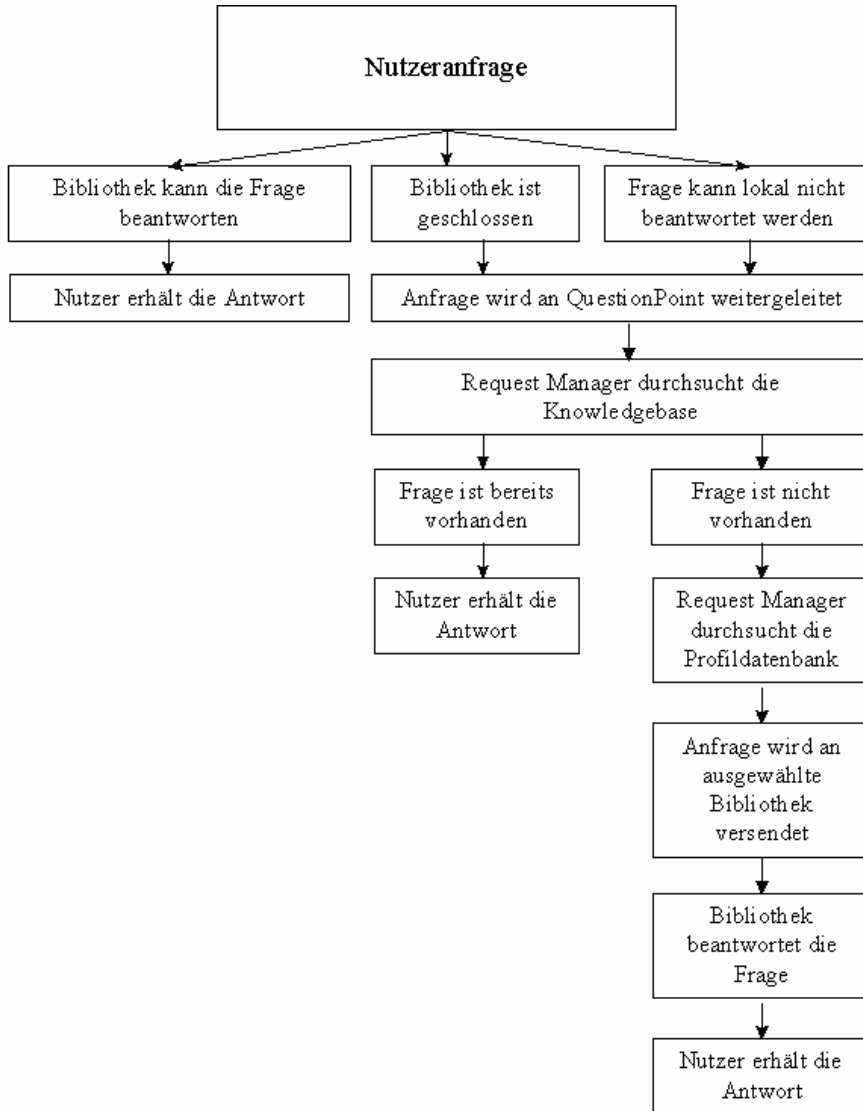 Nutzeranfrage
Bibliothek kann die Frage
beantworten
Bibliothek ist
geschlossen
Frage kann lokal nicht
beantwortet werden
Nutzer erhält die Antwort
Anfrage wird an QuestionPoint weitergeleitet
Request Manager durchsucht die
Knowledgebase
Frage ist bereits
vorhanden
Frage ist nicht
vorhanden
Nutzer erhält die
Antwort
Request Manager
durchsucht die
Profildatenbank
Anfrage wird an
ausgewählte
Bibliothek
versendet
Bibliothek
beantwortet die
Frage
Nutzer erhält die
Antwort